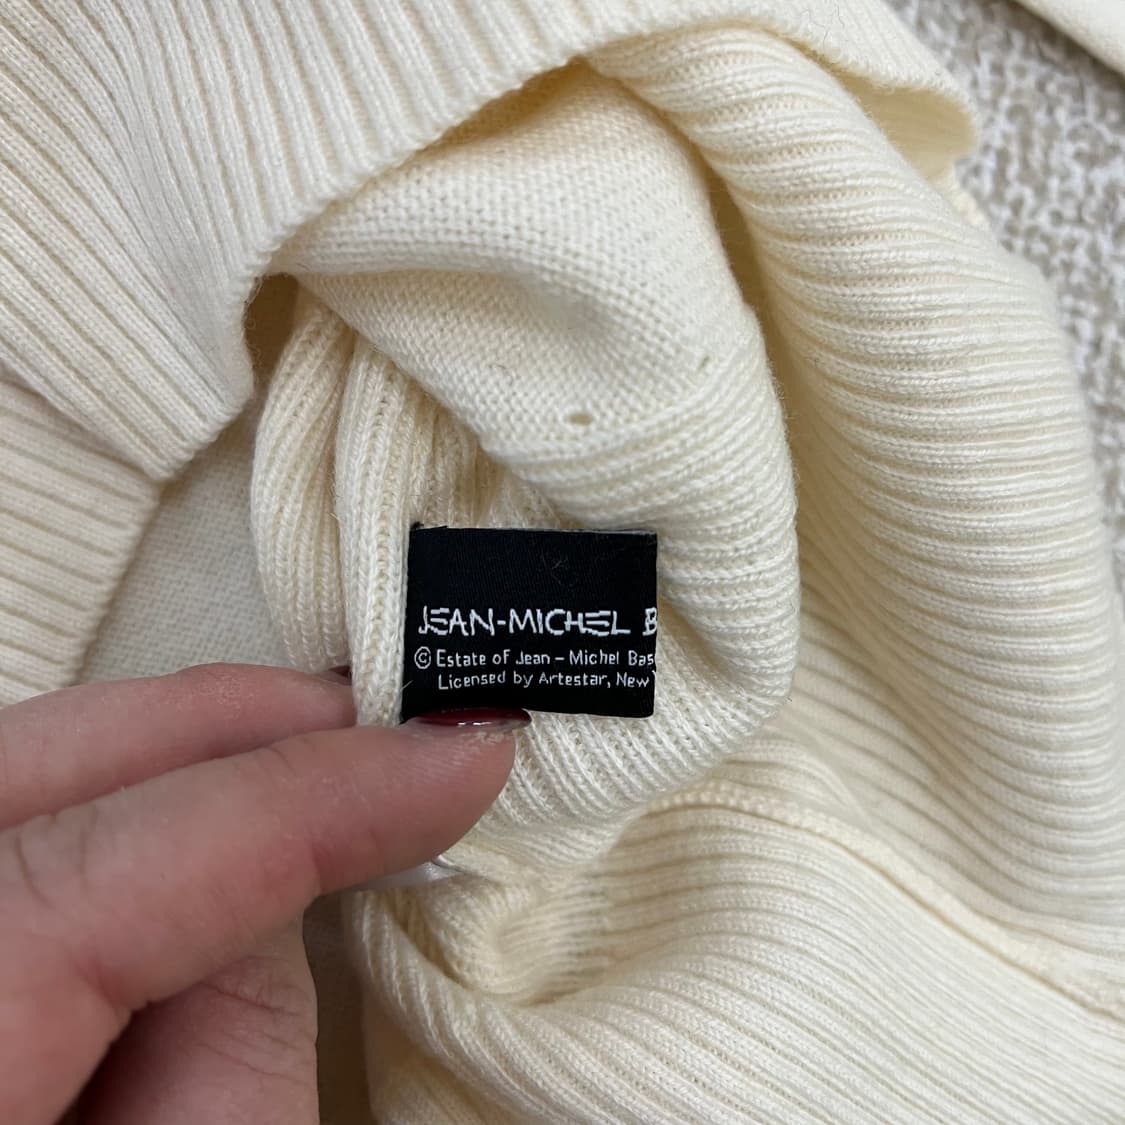 JEAN-MICHEL B
© Estate of Jean - Michel Bas
Licensed by Artestar, New